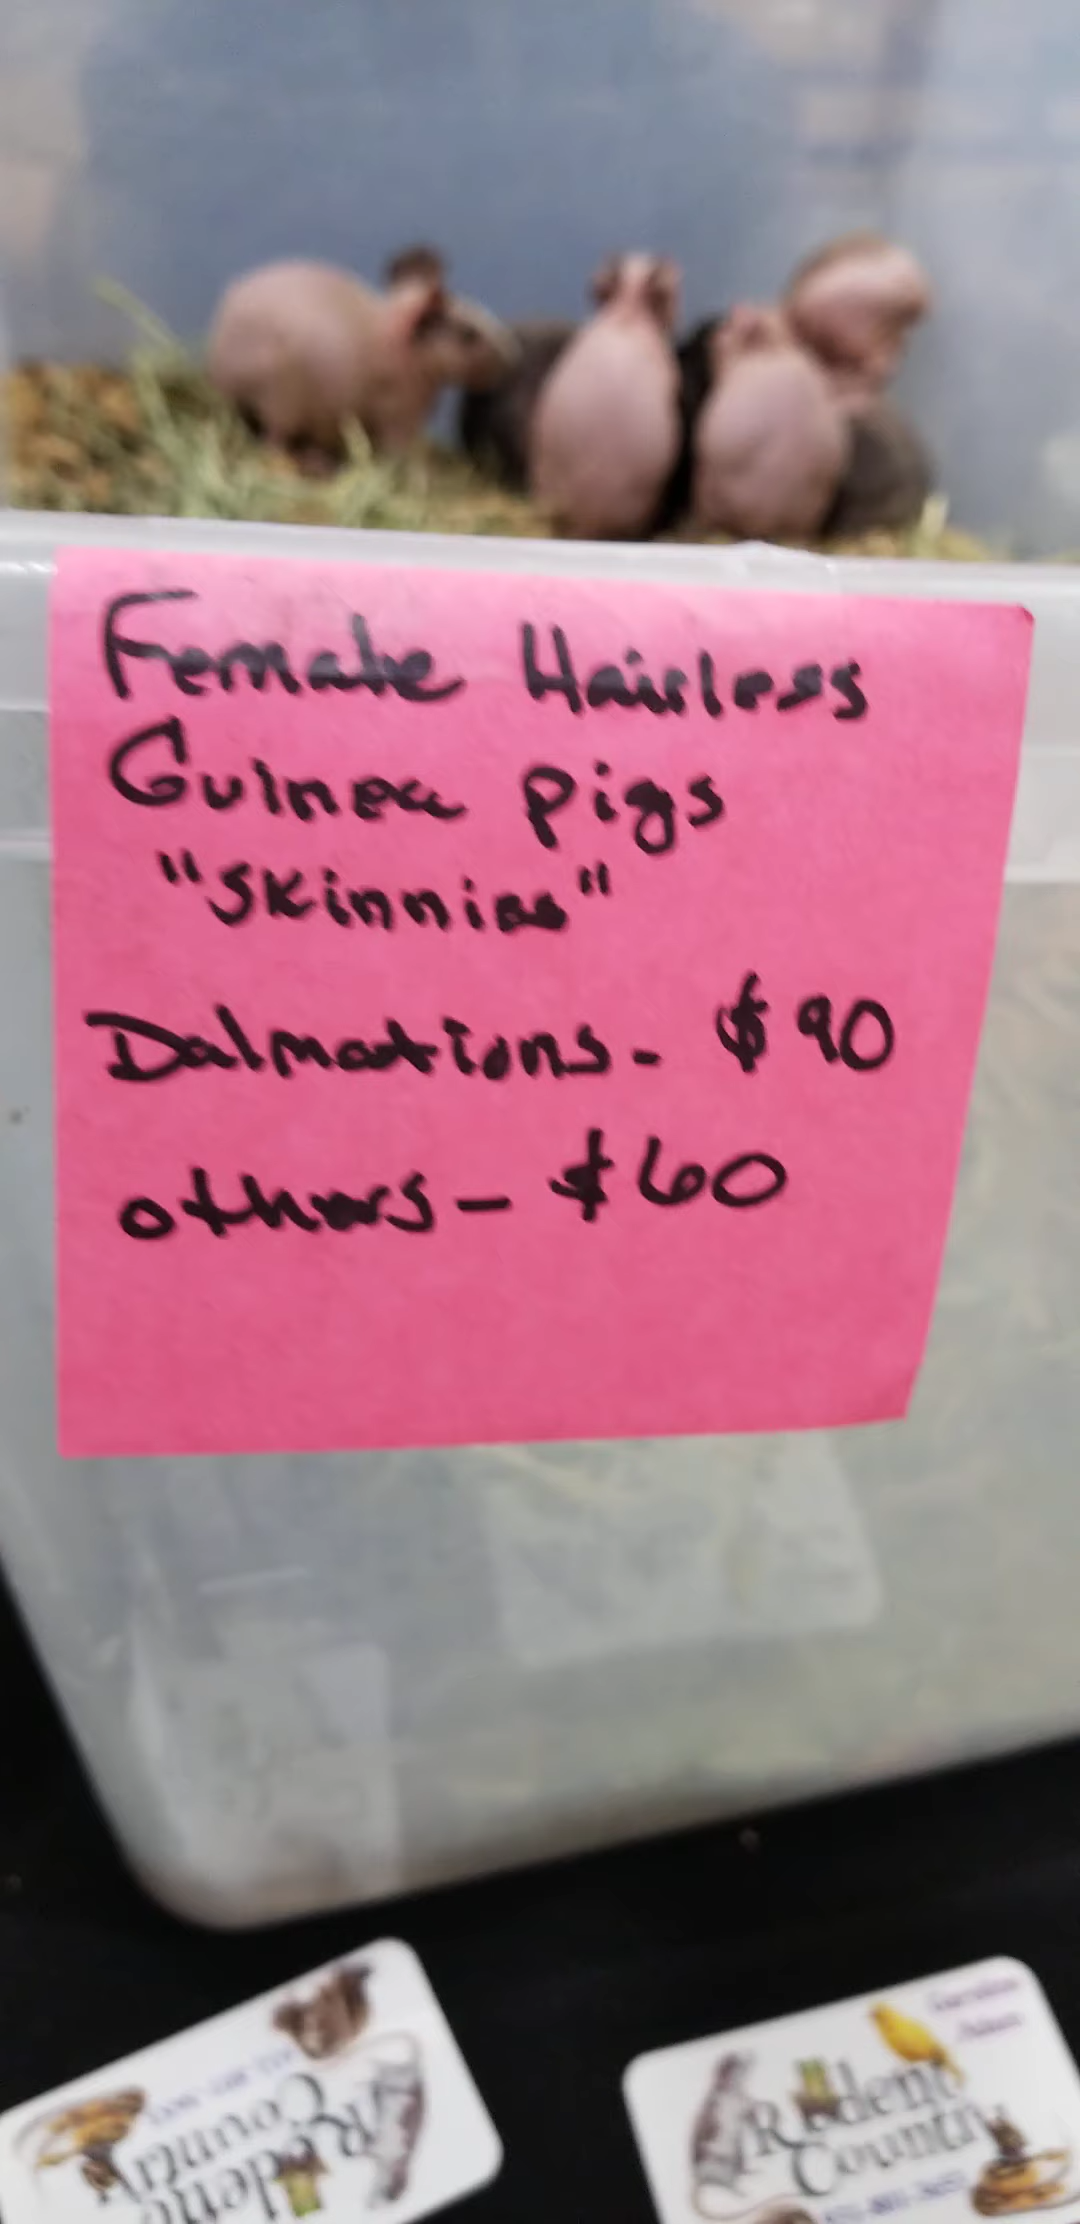 Female Hairless
Guinea pigs
"Skinnies"
Dalmations - $90
others - $60
Rodent
Country
Rodent
Country